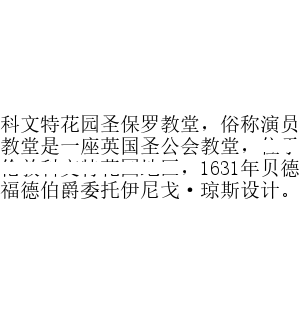 科文特花园圣保罗教堂，俗称演员
教堂是一座英国圣公会教堂，位于
，1631年贝德
福德伯爵委托伊尼戈·琼斯设计。